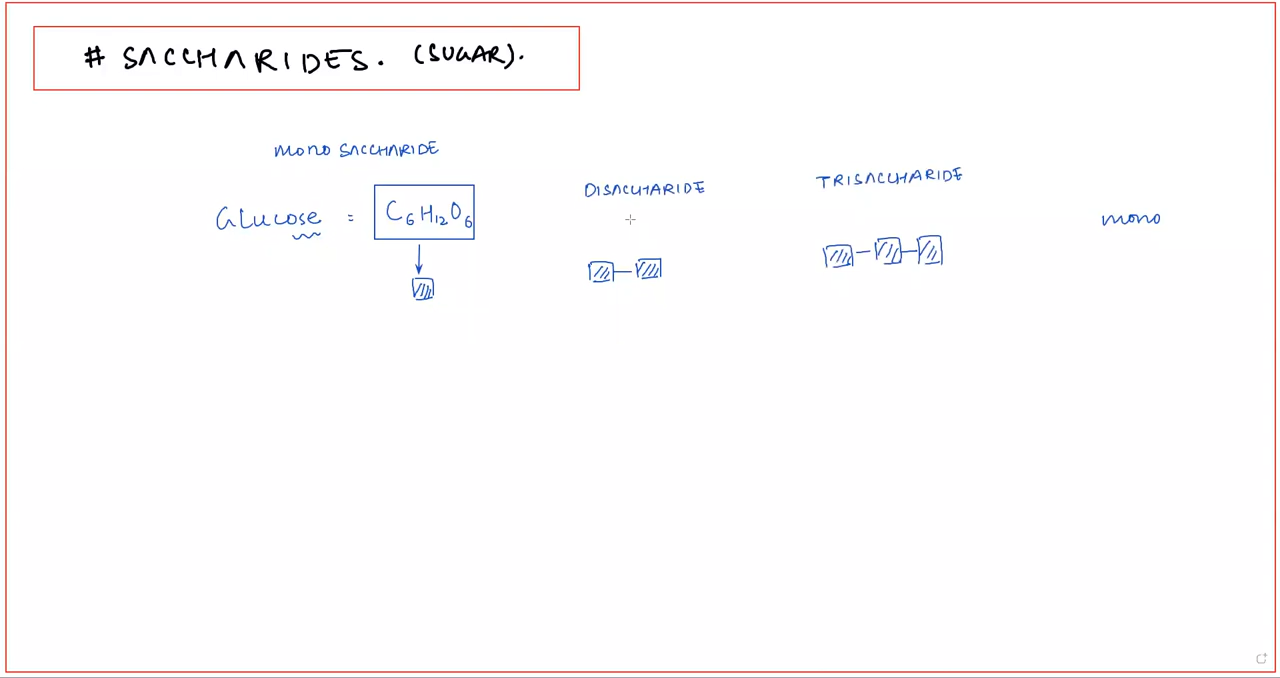 # SACCHARIDES. (SUGAR).
MONO SACCHARIDE
DISACCHARIDE
TRISACCHARIDE
Glucose = C6H12O6
mono